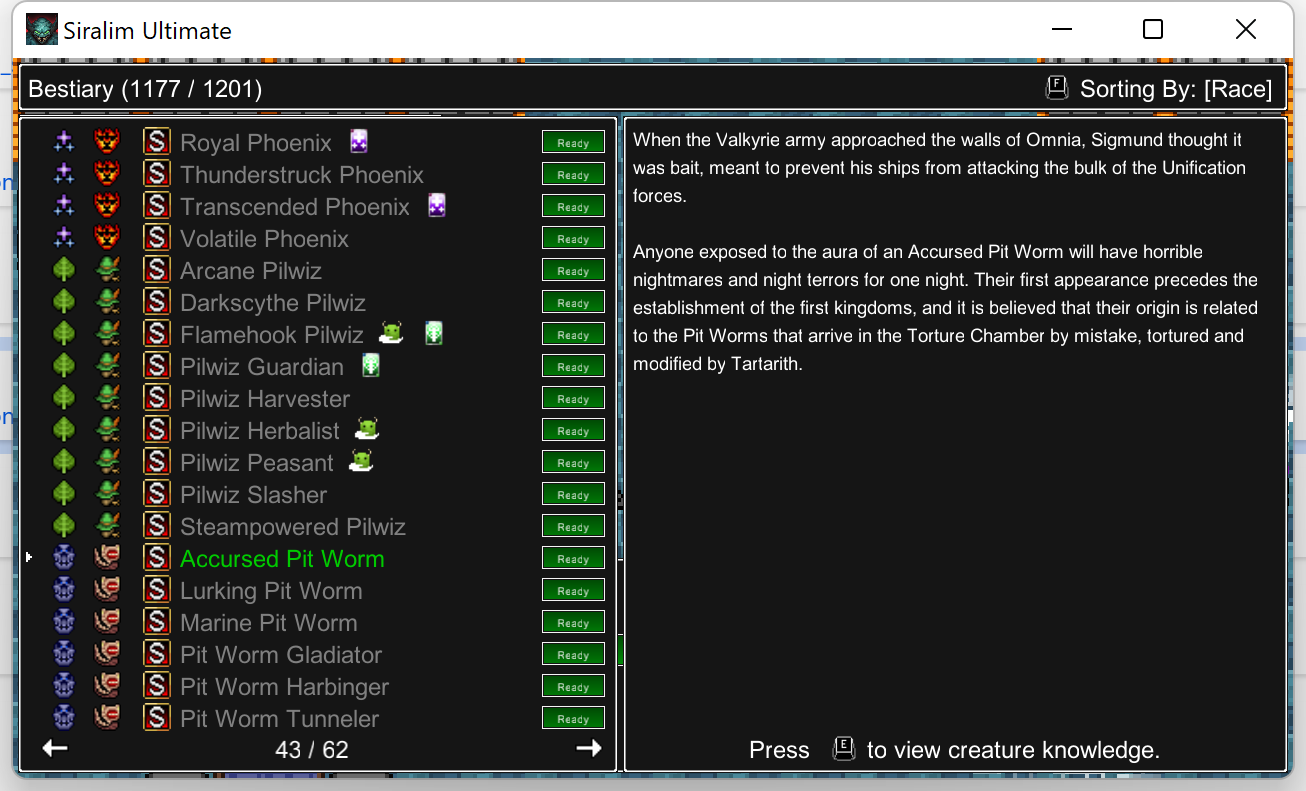 Siralim Ultimate
Bestiary (1177 / 1201)
F Sorting By: [Race]
S Royal Phoenix Ready
S Thunderstruck Phoenix Ready
S Transcended Phoenix Ready
S Volatile Phoenix Ready
S Arcane Pilwiz Ready
S Darkscythe Pilwiz Ready
S Flamehook Pilwiz Ready
S Pilwiz Guardian Ready
S Pilwiz Harvester Ready
S Pilwiz Herbalist Ready
S Pilwiz Peasant Ready
S Pilwiz Slasher Ready
S Steampowered Pilwiz Ready
S Accursed Pit Worm Ready
S Lurking Pit Worm Ready
S Marine Pit Worm Ready
S Pit Worm Gladiator Ready
S Pit Worm Harbinger Ready
S Pit Worm Tunneler Ready
43 / 62
When the Valkyrie army approached the walls of Omnia, Sigmund thought it
was bait, meant to prevent his ships from attacking the bulk of the Unification
forces.
Anyone exposed to the aura of an Accursed Pit Worm will have horrible
nightmares and night terrors for one night. Their first appearance precedes the
establishment of the first kingdoms, and it is believed that their origin is related
to the Pit Worms that arrive in the Torture Chamber by mistake, tortured and
modified by Tartarith.
Press E to view creature knowledge.